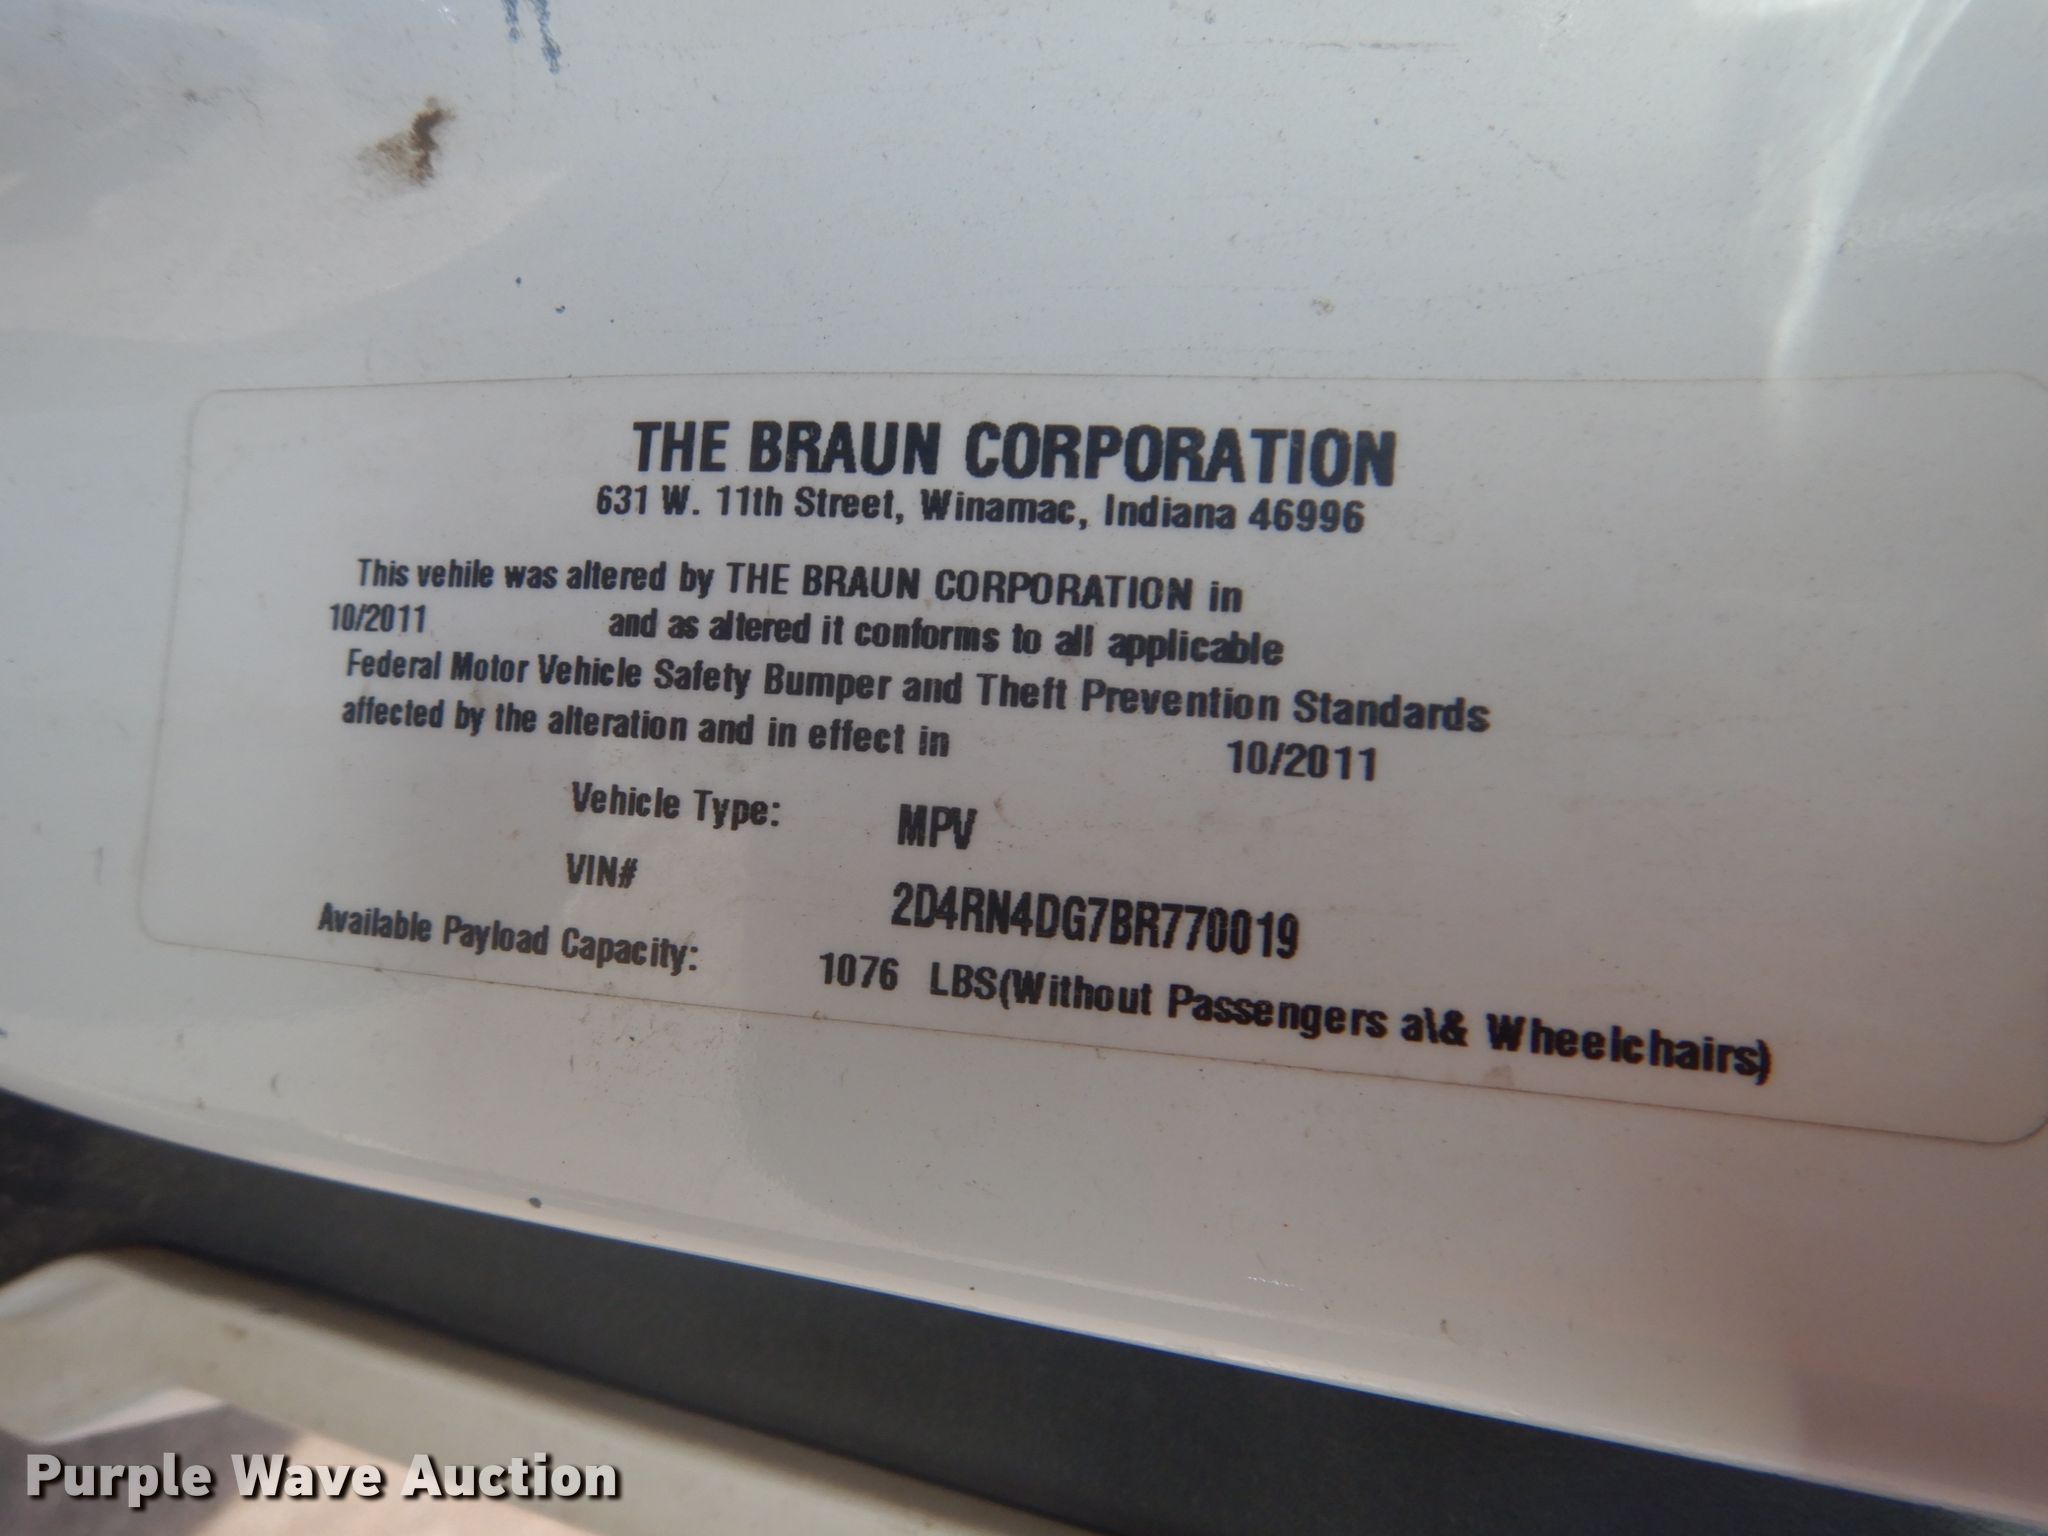 THE BRAUN CORPORATION
631 W. 11th Street, Winamac, Indiana 46996
This vehile was altered by THE BRAUN CORPORATION in
10/2011 and as altered it conforms to all applicable
Federal Motor Vehicle Safety Bumper and Theft Prevention Standards
affected by the alteration and in effect in 10/2011
Vehicle Type: MPV
VIN# 2D4RN4DG7BR770019
Available Payload Capacity: 1076 LBS(Without Passengers a\& Wheelchairs)
Purple Wave Auction